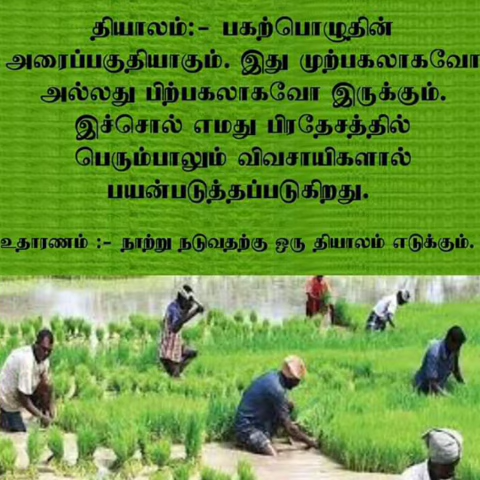 தியாலம்:- பகற்பொழுதின்
அரைப்பகுதியாகும். இது முற்பகலாகவோ
அல்லது பிற்பகலாகவோ இருக்கும்.
இச்சொல் எமது பிரதேசத்தில்
பெரும்பாலும் விவசாயிகளால்
பயன்படுத்தப்படுகிறது.
உதாரணம் :- நாற்று நடுவதற்கு ஒரு தியாலம் எடுக்கும்.